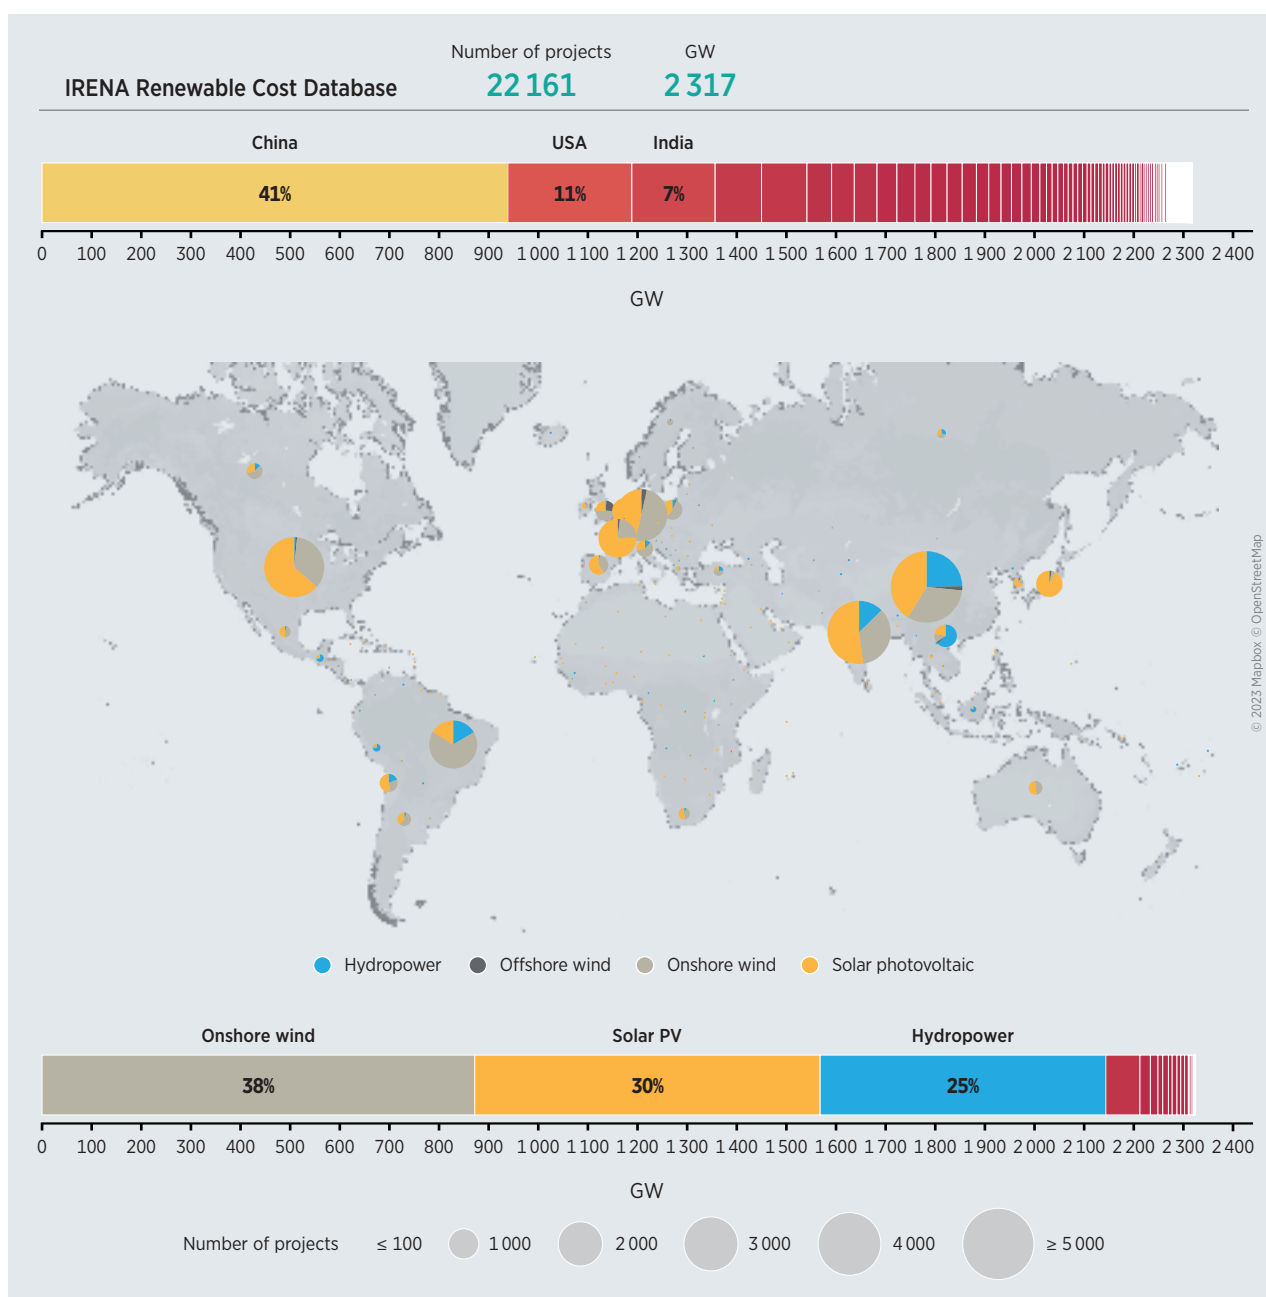 Number of projects GW
IRENA Renewable Cost Database 22 161 2 317
China USA India
41% 11% 7%
0 100 200 300 400 500 600 700 800 900 1 000 1 100 1 200 1 300 1 400 1 500 1 600 1 700 1 800 1 900 2 000 2 100 2 200 2 300 2 400
GW
© 2023 Mapbox © OpenStreetMap
Hydropower Offshore wind Onshore wind Solar photovoltaic
Onshore wind Solar PV Hydropower
38% 30% 25%
0 100 200 300 400 500 600 700 800 900 1 000 1 100 1 200 1 300 1 400 1 500 1 600 1 700 1 800 1 900 2 000 2 100 2 200 2 300 2 400
GW
Number of projects ≤ 100 1 000 2 000 3 000 4 000 ≥ 5 000